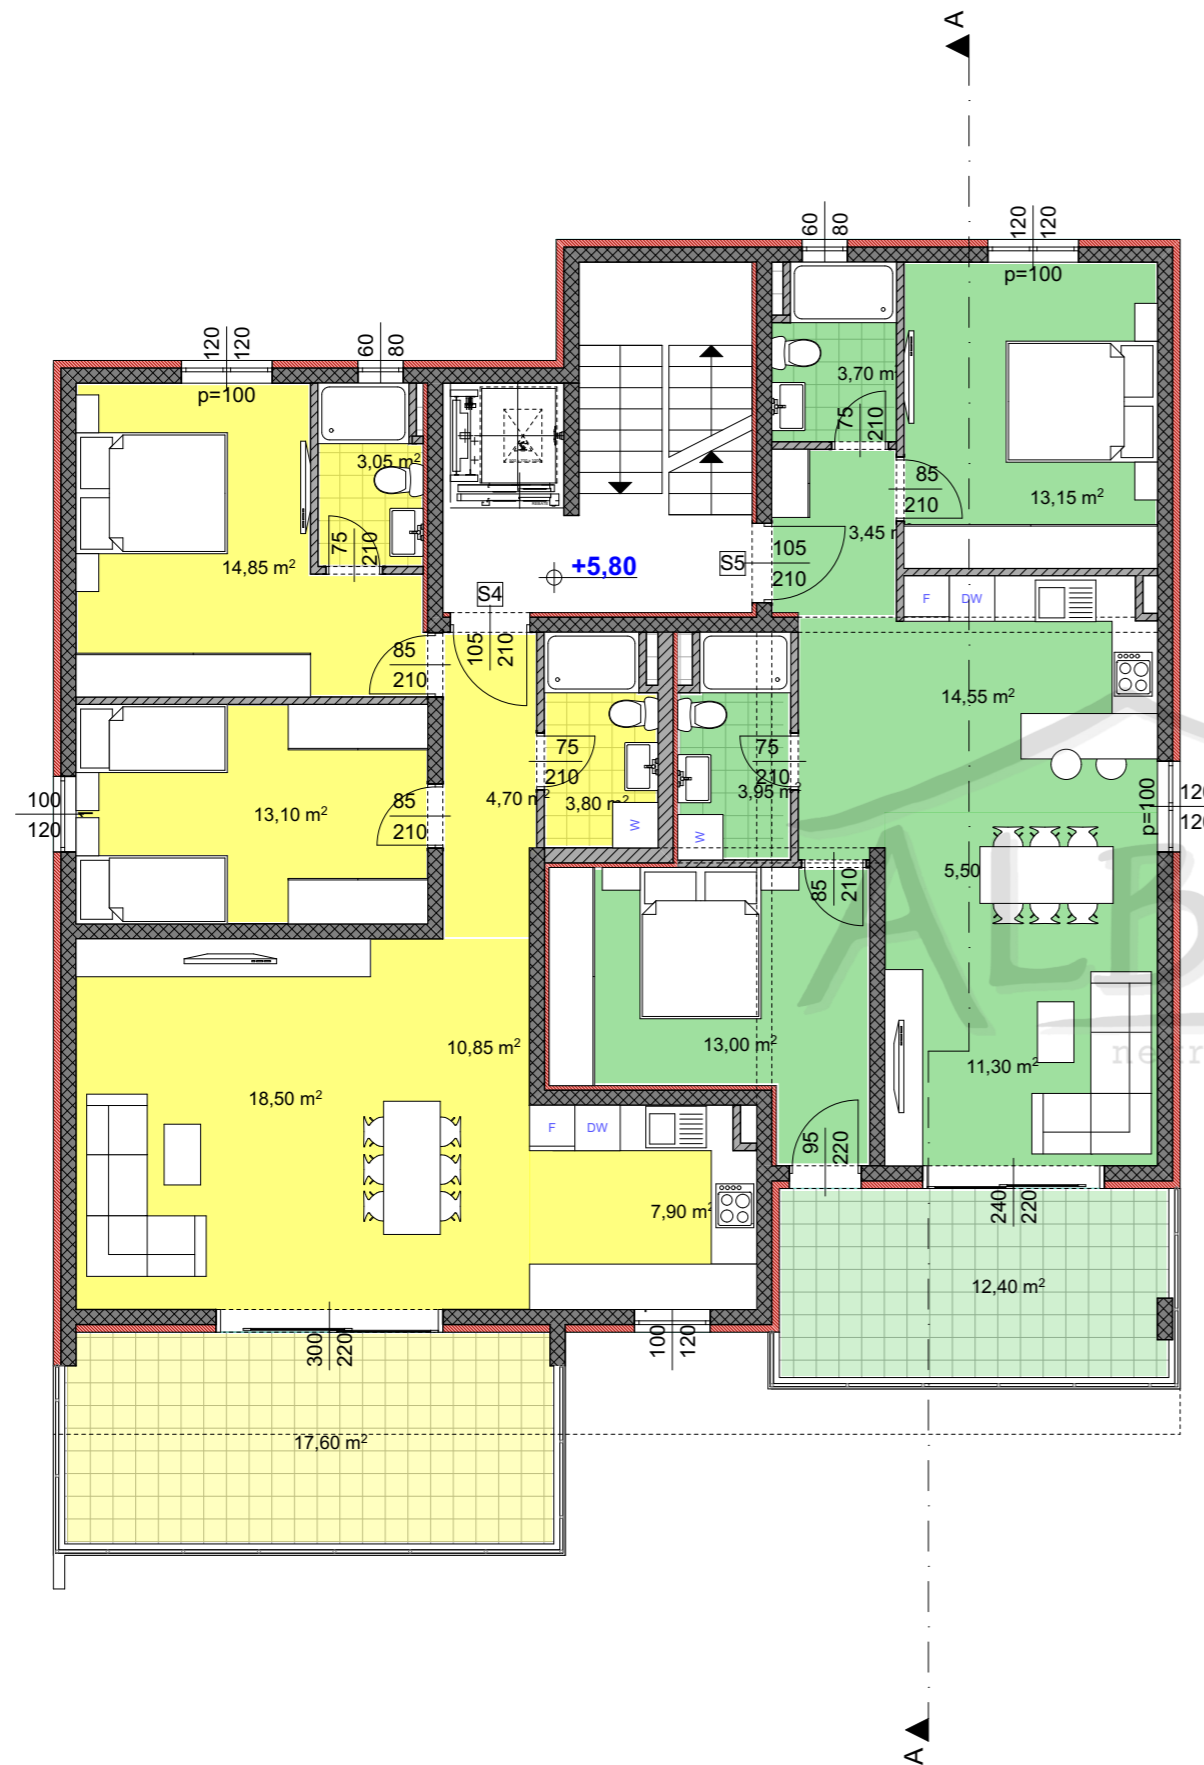 A
60
80
120
120
p=100
120
120
p=100
60
80
3,70 m
75
210
3,05 m²
75
210
14,85 m²
85
210
13,15 m²
3,45
105
210
S5
+5,80
S4
105
210
85
210
F
DW
14,55 m²
75
210
75
210
4,70 m²
3,80 m²
3,95 m²
W
W
100
120
13,10 m²
85
210
p=100
120
120
5,50
85
210
ALB
10,85 m²
13,00 m²
11,30 m²
18,50 m²
F
DW
95
220
7,90 m²
240
220
12,40 m²
300
220
100
120
17,60 m²
A